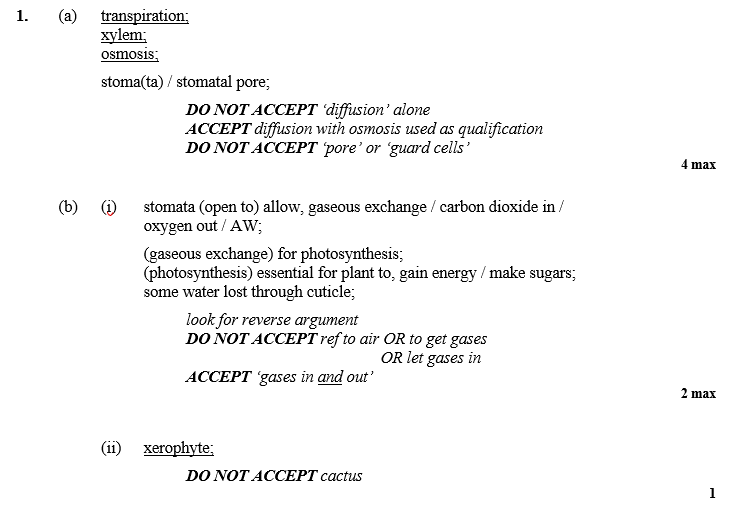 1. (a) transpiration;
xylem;
osmosis;
stoma(ta) / stomatal pore;
DO NOT ACCEPT ‘diffusion’ alone
ACCEPT diffusion with osmosis used as qualification
DO NOT ACCEPT ‘pore’ or ‘guard cells’
4 max
(b) (i) stomata (open to) allow, gaseous exchange / carbon dioxide in /
oxygen out / AW;
(gaseous exchange) for photosynthesis;
(photosynthesis) essential for plant to, gain energy / make sugars;
some water lost through cuticle;
look for reverse argument
DO NOT ACCEPT ref to air OR to get gases
OR let gases in
ACCEPT ‘gases in and out’
2 max
(ii) xerophyte;
DO NOT ACCEPT cactus
1